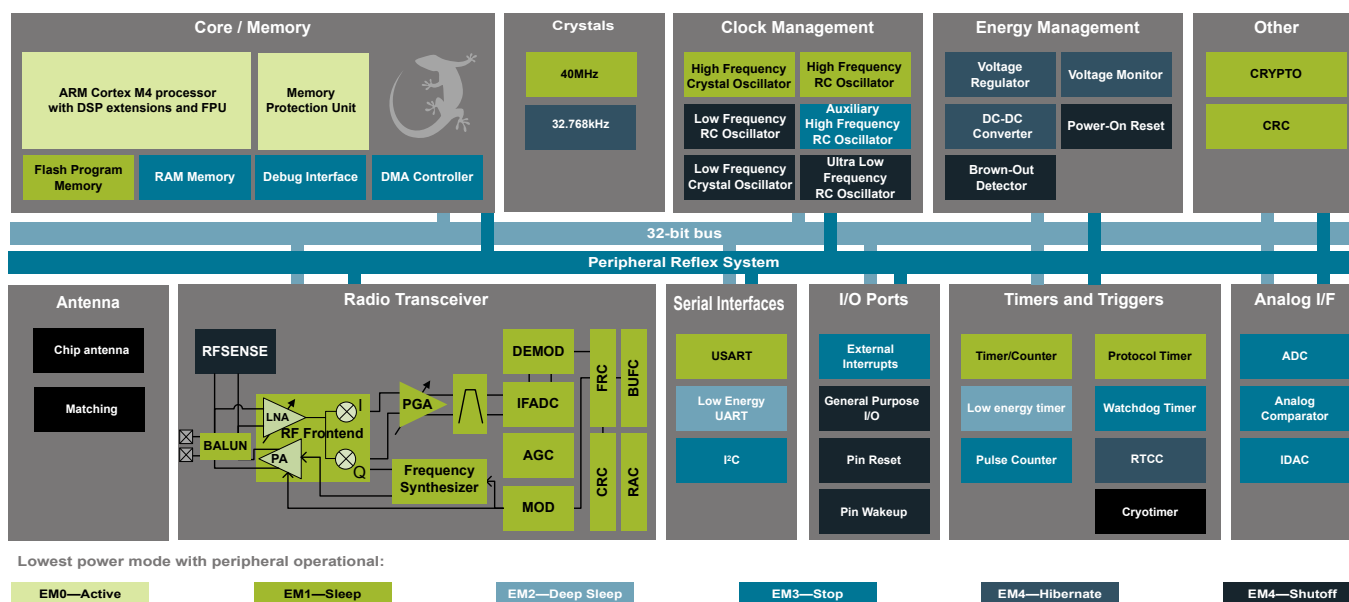 Core / Memory
ARM Cortex M4 processor
with DSP extensions and FPU
Memory
Protection Unit
Flash Program
Memory
RAM Memory
Debug Interface
DMA Controller
Crystals
40MHz
32.768kHz
Clock Management
High Frequency
Crystal Oscillator
High Frequency
RC Oscillator
Low Frequency
RC Oscillator
Auxiliary
High Frequency
RC Oscillator
Low Frequency
Crystal Oscillator
Ultra Low
Frequency
RC Oscillator
Energy Management
Voltage
Regulator
Voltage Monitor
DC-DC
Converter
Power-On Reset
Brown-Out
Detector
Other
CRYPTO
CRC
32-bit bus
Peripheral Reflex System
Antenna
Chip antenna
Matching
Radio Transceiver
RFSENSE
BALUN
LNA
RF Frontend
PA
I
Q
PGA
Frequency
Synthesizer
DEMOD
IFADC
AGC
MOD
FRC
BUFC
CRC
RAC
Serial Interfaces
USART
Low Energy
UART
I²C
I/O Ports
External
Interrupts
General Purpose
I/O
Pin Reset
Pin Wakeup
Timers and Triggers
Timer/Counter
Protocol Timer
Low energy timer
Watchdog Timer
Pulse Counter
RTCC
Cryotimer
Analog I/F
ADC
Analog
Comparator
IDAC
Lowest power mode with peripheral operational:
EM0—Active
EM1—Sleep
EM2—Deep Sleep
EM3—Stop
EM4—Hibernate
EM4—Shutoff